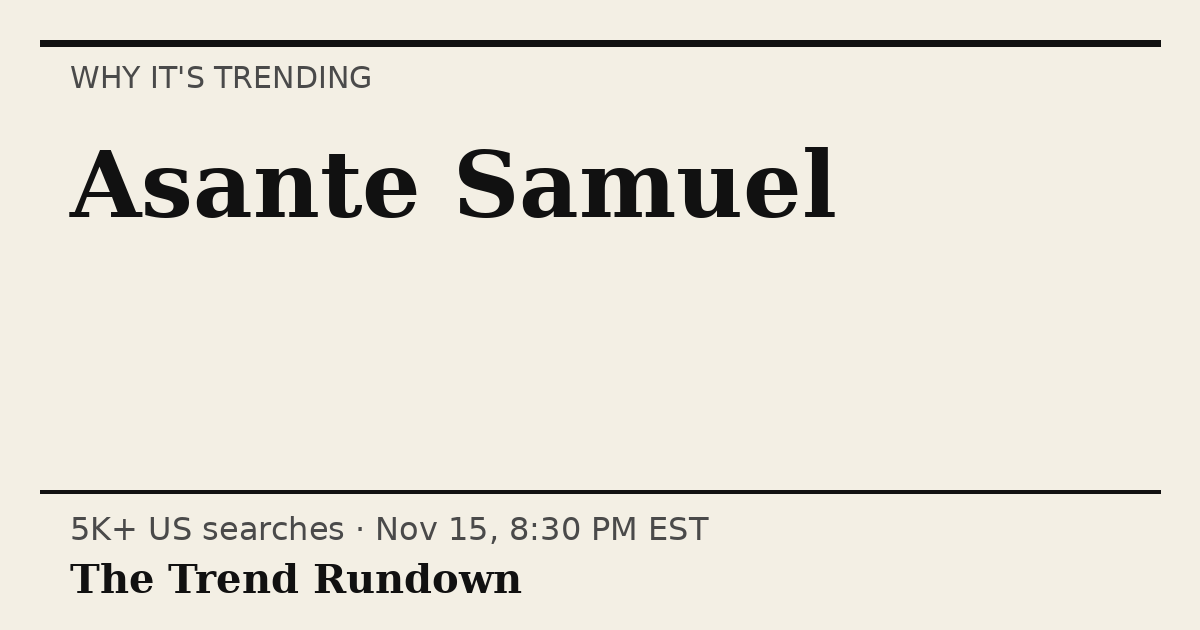 WHY IT'S TRENDING
Asante Samuel
5K+ US searches · Nov 15, 8:30 PM EST
The Trend Rundown